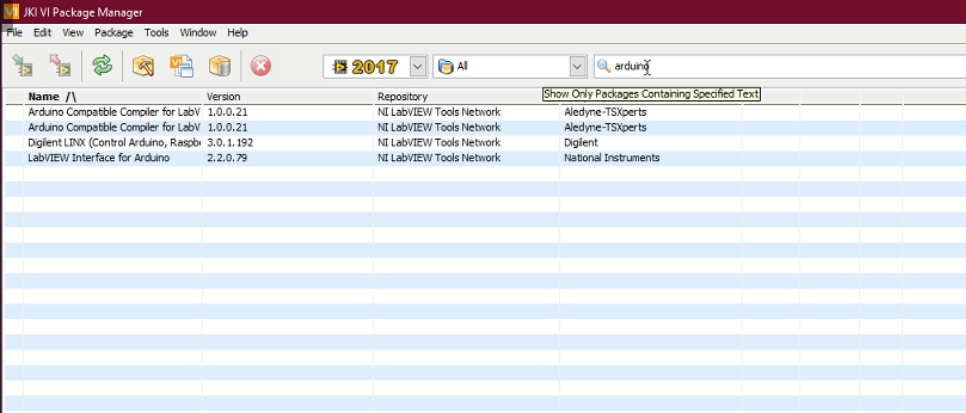 VI JKI VI Package Manager
File Edit View Package Tools Window Help
2017 All arduino
Show Only Packages Containing Specified Text
Name /\ Version Repository
Arduino Compatible Compiler for LabV 1.0.0.21 NI LabVIEW Tools Network Aledyne-TSXperts
Arduino Compatible Compiler for LabV 1.0.0.21 NI LabVIEW Tools Network Aledyne-TSXperts
Digilent LINX (Control Arduino, Raspb 3.0.1.192 NI LabVIEW Tools Network Digilent
LabVIEW Interface for Arduino 2.2.0.79 NI LabVIEW Tools Network National Instruments